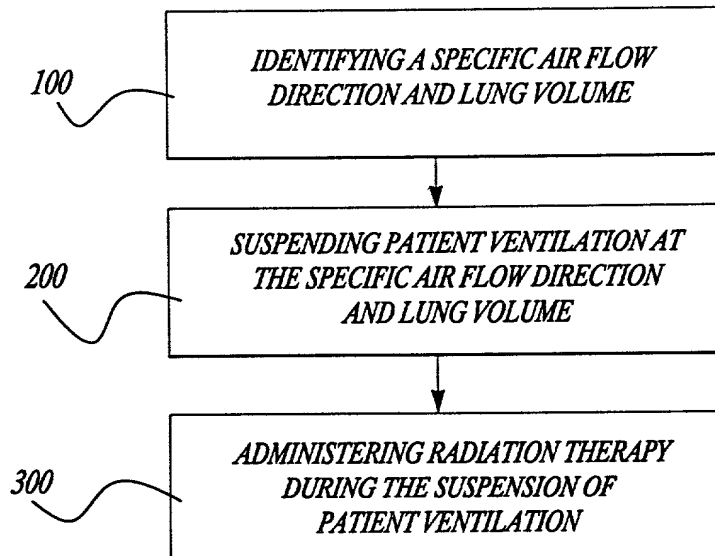 100
IDENTIFYING A SPECIFIC AIR FLOW
DIRECTION AND LUNG VOLUME
200
SUSPENDING PATIENT VENTILATION AT
THE SPECIFIC AIR FLOW DIRECTION
AND LUNG VOLUME
300
ADMINISTERING RADIATION THERAPY
DURING THE SUSPENSION OF
PATIENT VENTILATION